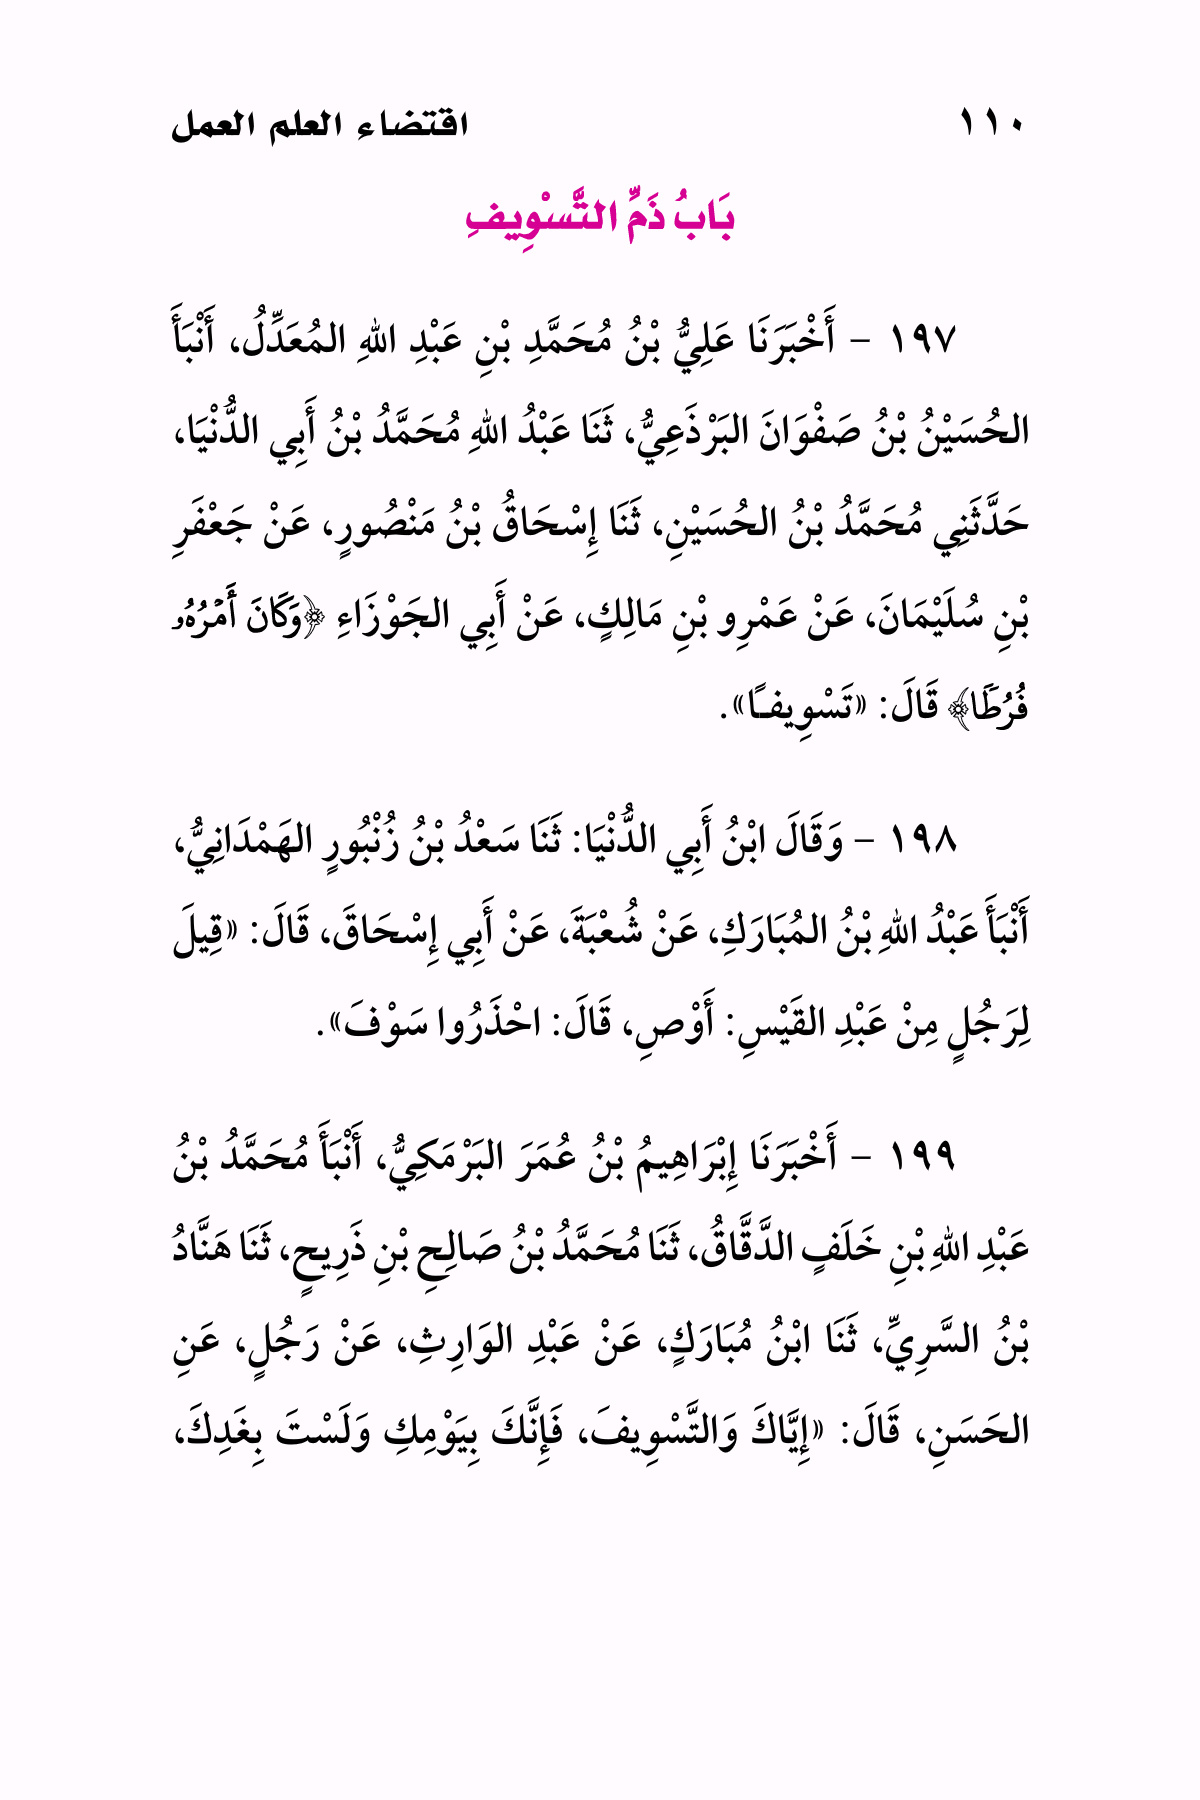 ١١٠ اقتضاء العلم العمل
بَابُ ذَمِّ التَّسْوِيفِ
١٩٧ – أَخْبَرَنَا عَلِيُّ بْنُ مُحَمَّدِ بْنِ عَبْدِ اللهِ المُعَدِّلُ، أَنْبَأَ
الحُسَيْنُ بْنُ صَفْوَانَ البَرْذَعِيُّ، ثَنَا عَبْدُ اللهِ مُحَمَّدُ بْنُ أَبِي الدُّنْيَا،
حَدَّثَنِي مُحَمَّدُ بْنُ الحُسَيْنِ، ثَنَا إِسْحَاقُ بْنُ مَنْصُورٍ، عَنْ جَعْفَرِ
بْنِ سُلَيْمَانَ، عَنْ عَمْرِو بْنِ مَالِكٍ، عَنْ أَبِي الجَوْزَاءِ ﴿وَكَانَ أَمْرُهُۥ
فُرُطًا﴾ قَالَ: «تَسْوِيفًا».
١٩٨ – وَقَالَ ابْنُ أَبِي الدُّنْيَا: ثَنَا سَعْدُ بْنُ زُنْبُورٍ الهَمْدَانِيُّ،
أَنْبَأَ عَبْدُ اللهِ بْنُ المُبَارَكِ، عَنْ شُعْبَةَ، عَنْ أَبِي إِسْحَاقَ، قَالَ: «قِيلَ
لِرَجُلٍ مِنْ عَبْدِ القَيْسِ: أَوْصِ، قَالَ: احْذَرُوا سَوْفَ».
١٩٩ – أَخْبَرَنَا إِبْرَاهِيمُ بْنُ عُمَرَ البَرْمَكِيُّ، أَنْبَأَ مُحَمَّدُ بْنُ
عَبْدِ اللهِ بْنِ خَلَفٍ الدَّقَّاقُ، ثَنَا مُحَمَّدُ بْنُ صَالِحِ بْنِ ذَرِيحٍ، ثَنَا هَنَّادُ
بْنُ السَّرِيِّ، ثَنَا ابْنُ مُبَارَكٍ، عَنْ عَبْدِ الوَارِثِ، عَنْ رَجُلٍ، عَنِ
الحَسَنِ، قَالَ: «إِيَّاكَ وَالتَّسْوِيفَ، فَإِنَّكَ بِيَوْمِكِ وَلَسْتَ بِغَدِكَ،